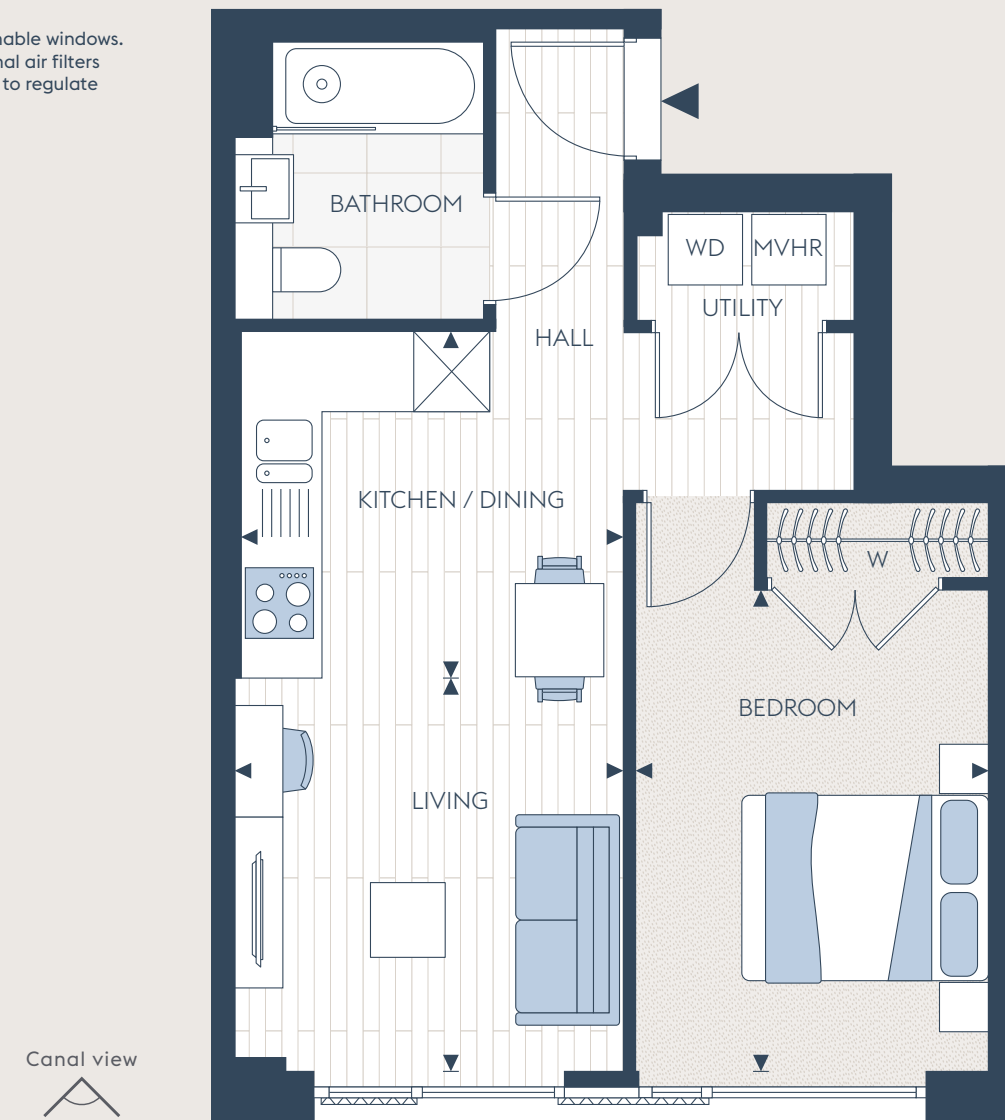 nable windows.
nal air filters
to regulate
BATHROOM
WD
MVHR
UTILITY
HALL
KITCHEN / DINING
W
BEDROOM
LIVING
Canal view